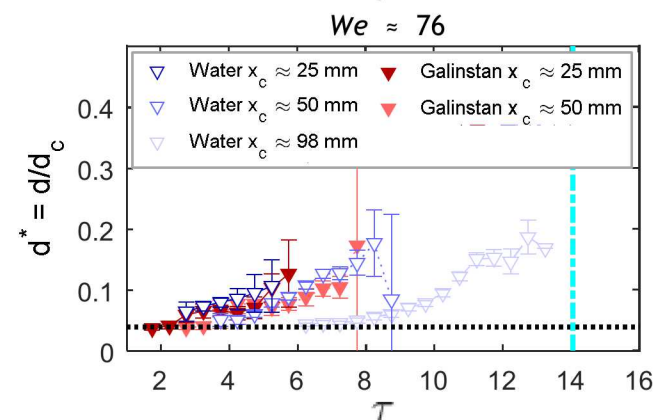 We ≈ 76
Water x_c ≈ 25 mm
Water x_c ≈ 50 mm
Water x_c ≈ 98 mm
Galinstan x_c ≈ 25 mm
Galinstan x_c ≈ 50 mm
d* = d/d_c
0.4
0.3
0.2
0.1
0
2 4 6 8 10 12 14 16
τ